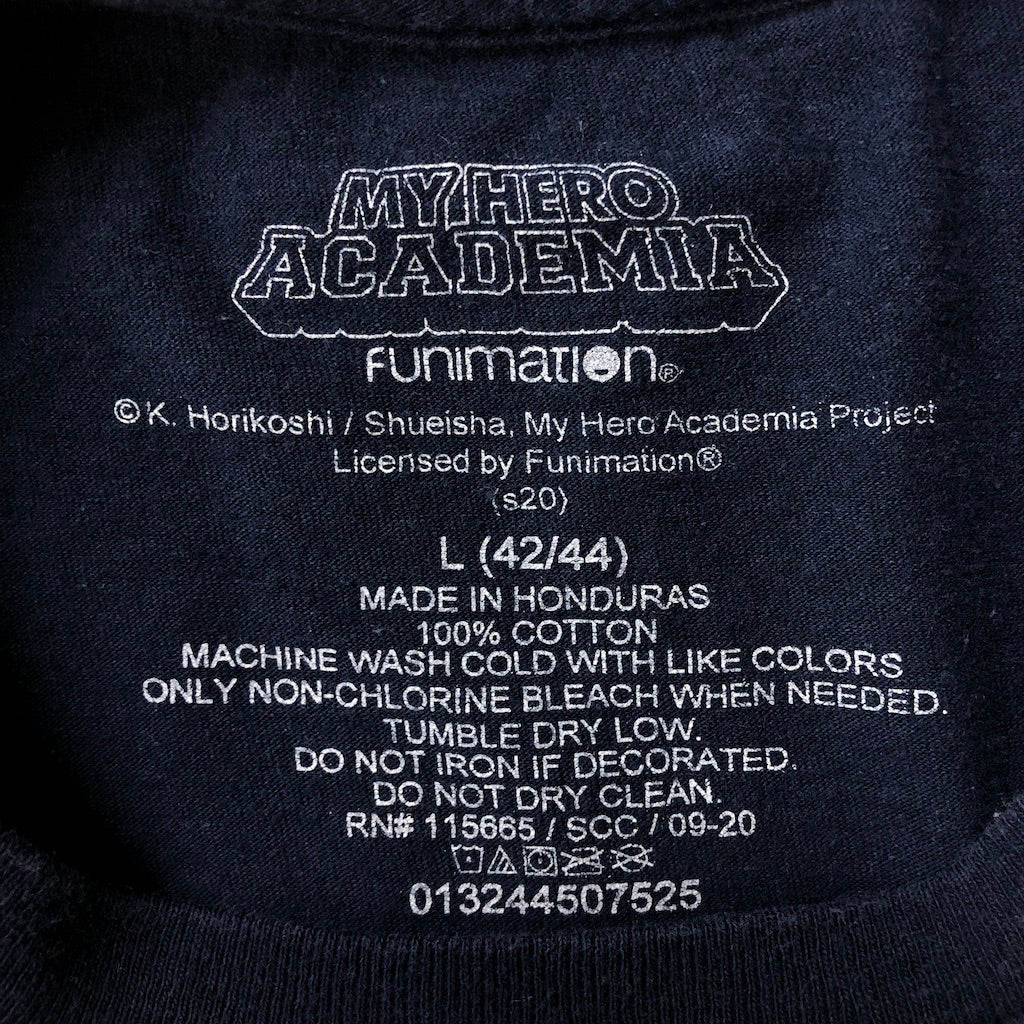 MY HERO
ACADEMIA
FUNIMATION®
© K. Horikoshi / Shueisha, My Hero Academia Project
Licensed by Funimation®
(s20)
L (42/44)
MADE IN HONDURAS
100% COTTON
MACHINE WASH COLD WITH LIKE COLORS
ONLY NON-CHLORINE BLEACH WHEN NEEDED.
TUMBLE DRY LOW.
DO NOT IRON IF DECORATED.
DO NOT DRY CLEAN.
RN# 115665 / SCC / 09-20
013244507525